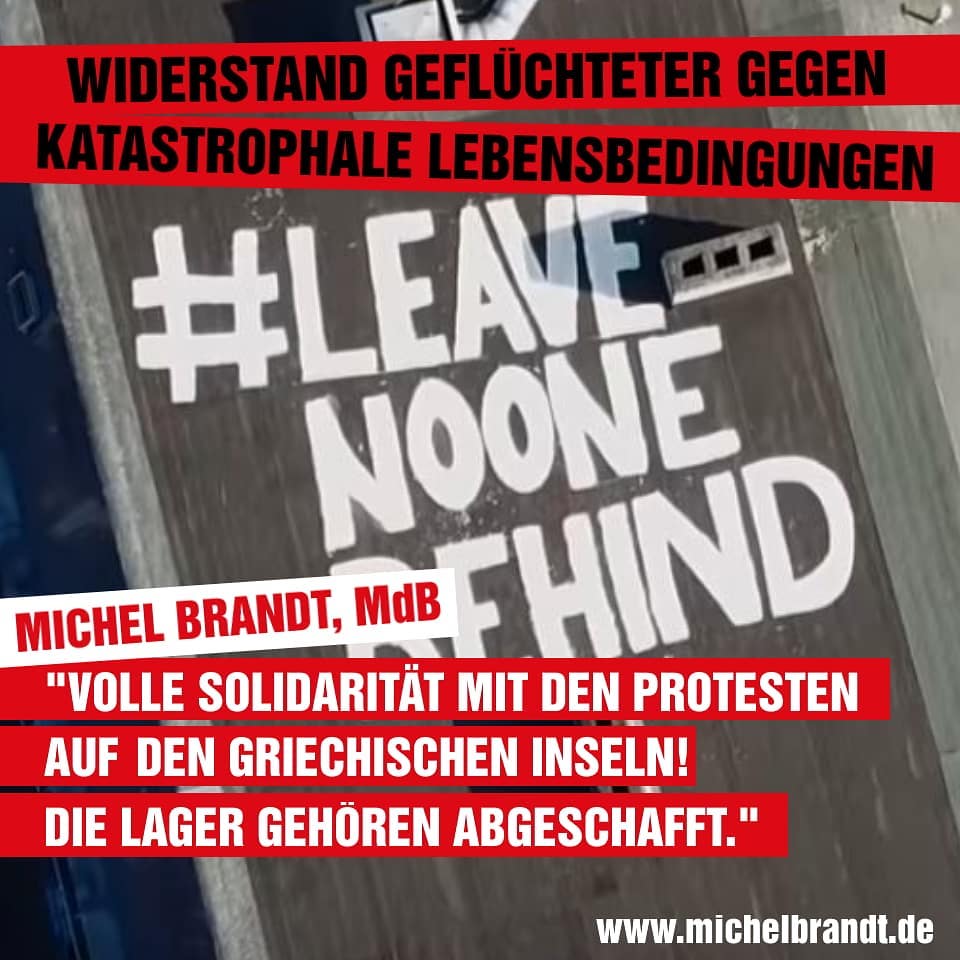 WIDERSTAND GEFLÜCHTETER GEGEN
KATASTROPHALE LEBENSBEDINGUNGEN
#LEAVE
NOONE
BEHIND
MICHEL BRANDT, MdB
"VOLLE SOLIDARITÄT MIT DEN PROTESTEN
AUF DEN GRIECHISCHEN INSELN!
DIE LAGER GEHÖREN ABGESCHAFFT."
www.michelbrandt.de